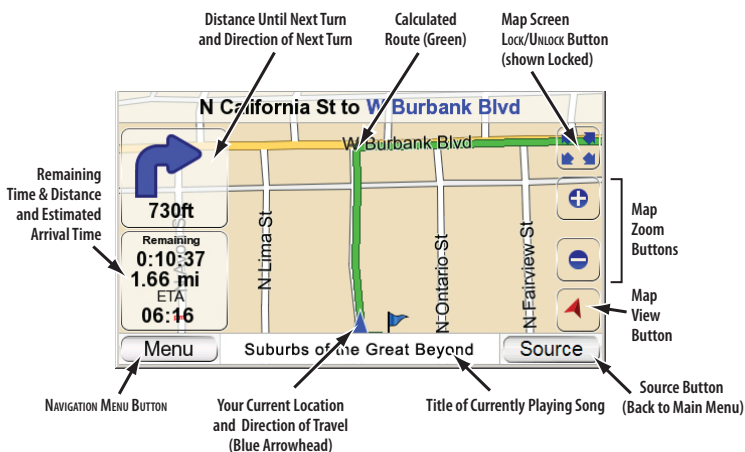 Distance Until Next Turn
and Direction of Next Turn
Calculated
Route (Green)
Map Screen
Lock/Unlock Button
(shown Locked)
N California St to W Burbank Blvd
W Burbank Blvd
730ft
Remaining
Time & Distance
and Estimated
Arrival Time
Remaining
0:10:37
1.66 mi
ETA
06:16
N Lima St
N Ontario St
N Fairview St
Map
Zoom
Buttons
Map
View
Button
Menu
Suburbs of the Great Beyond
Source
Navigation Menu Button
Your Current Location
and Direction of Travel
(Blue Arrowhead)
Title of Currently Playing Song
Source Button
(Back to Main Menu)